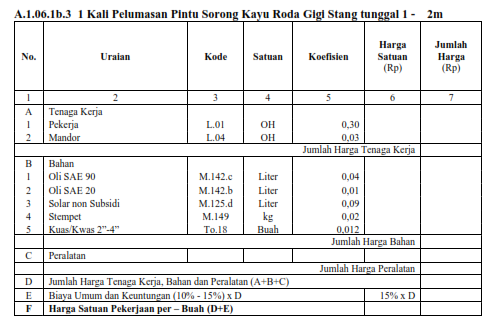 A.1.06.1b.3 1 Kali Pelumasan Pintu Sorong Kayu Roda Gigi Stang tunggal 1 - 2m
No. Uraian Kode Satuan Koefisien Harga Satuan (Rp) Jumlah Harga (Rp)
1 2 3 4 5 6 7
A Tenaga Kerja
1 Pekerja L.01 OH 0,30
2 Mandor L.04 OH 0,03
Jumlah Harga Tenaga Kerja
B Bahan
1 Oli SAE 90 M.142.c Liter 0,04
2 Oli SAE 20 M.142.b Liter 0,01
3 Solar non Subsidi M.125.d Liter 0,09
4 Stempet M.149 kg 0,02
5 Kuas/Kwas 2"-4" To.18 Buah 0,012
Jumlah Harga Bahan
C Peralatan
Jumlah Harga Peralatan
D Jumlah Harga Tenaga Kerja, Bahan dan Peralatan (A+B+C)
E Biaya Umum dan Keuntungan (10% - 15%) x D 15% x D
F Harga Satuan Pekerjaan per – Buah (D+E)